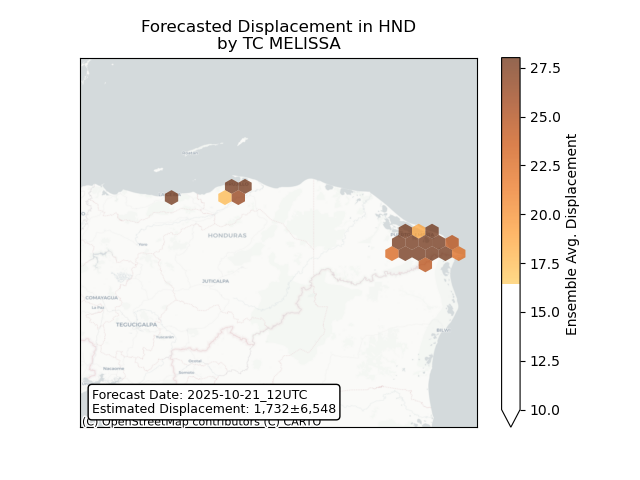 Forecasted Displacement in HND
by TC MELISSA
27.5
25.0
22.5
20.0
17.5
15.0
12.5
10.0
Ensemble Avg. Displacement
HONDURAS
JUTICALPA
COMAYAGUA
La Paz
TEGUCIGALPA
Forecast Date: 2025-10-21_12UTC
Estimated Displacement: 1,732±6,548
(C) OpenStreetMap contributors (C) CARTO